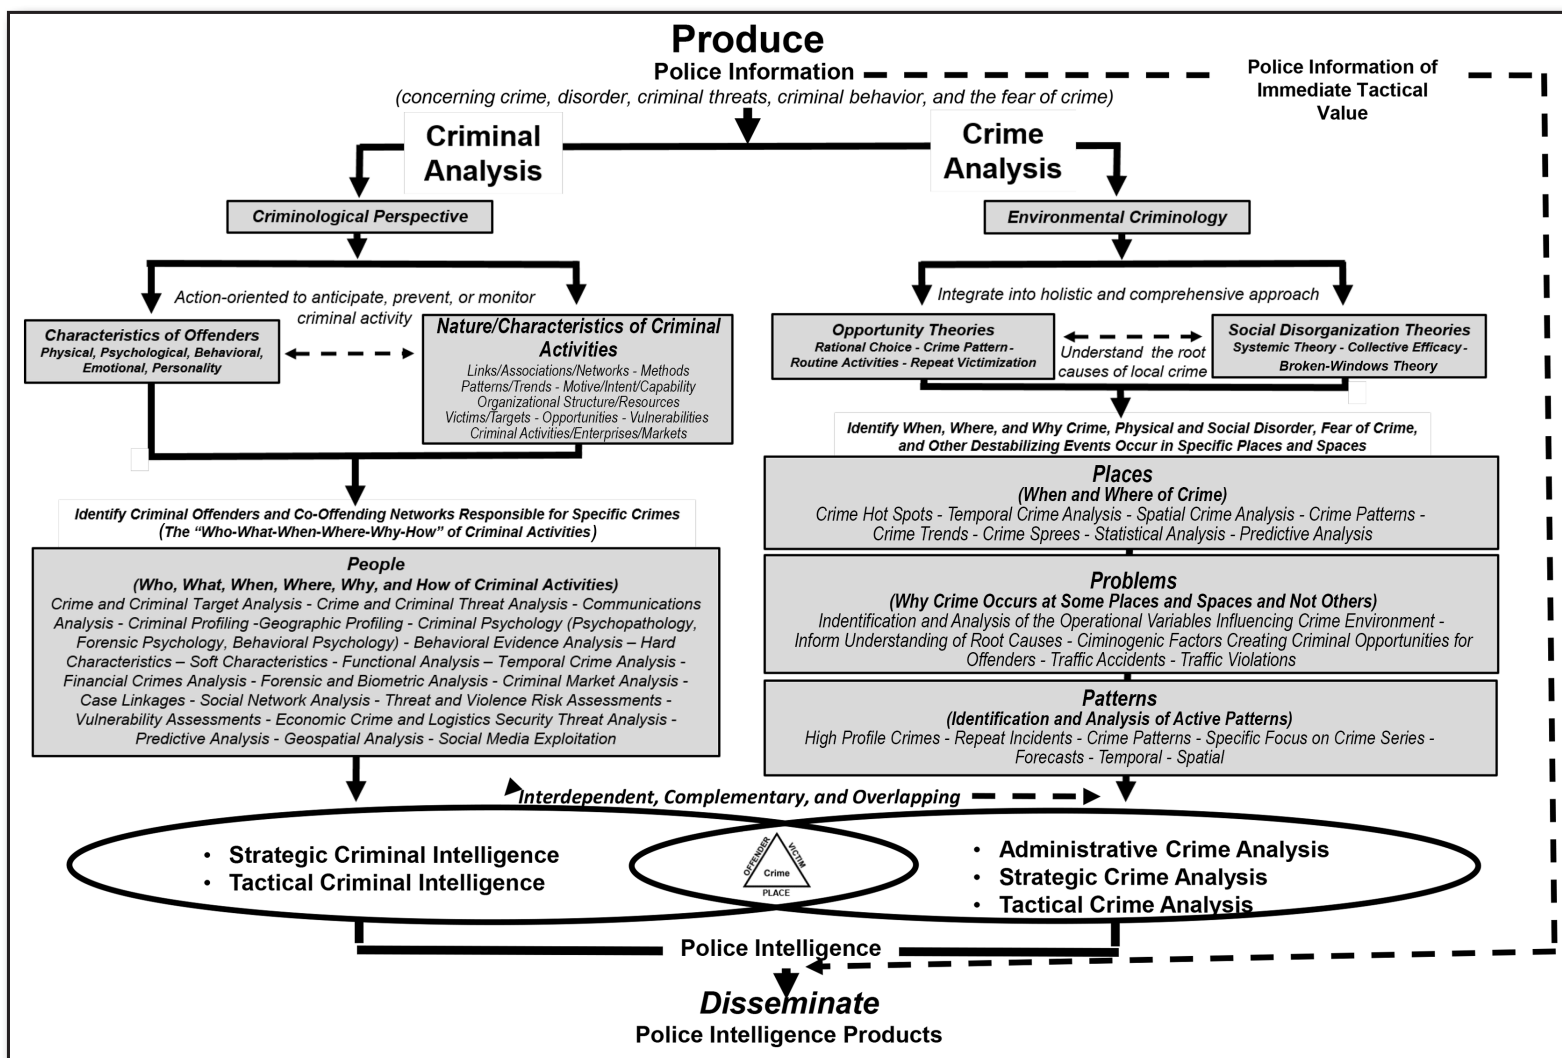 Produce
Police Information
(concerning crime, disorder, criminal threats, criminal behavior, and the fear of crime)
Police Information of
Immediate Tactical
Value
Criminal
Analysis
Crime
Analysis
Criminological Perspective
Environmental Criminology
Action-oriented to anticipate, prevent, or monitor
criminal activity
Characteristics of Offenders
Physical, Psychological, Behavioral,
Emotional, Personality
Nature/Characteristics of Criminal
Activities
Links/Associations/Networks - Methods
Patterns/Trends - Motive/Intent/Capability
Organizational Structure/Resources
Victims/Targets - Opportunities - Vulnerabilities
Criminal Activities/Enterprises/Markets
Integrate into holistic and comprehensive approach
Opportunity Theories
Rational Choice - Crime Pattern-
Routine Activities - Repeat Victimization
Understand the root
causes of local crime
Social Disorganization Theories
Systemic Theory - Collective Efficacy-
Broken-Windows Theory
Identify Criminal Offenders and Co-Offending Networks Responsible for Specific Crimes
(The “Who-What-When-Where-Why-How” of Criminal Activities)
People
(Who, What, When, Where, Why, and How of Criminal Activities)
Crime and Criminal Target Analysis - Crime and Criminal Threat Analysis - Communications
Analysis - Criminal Profiling -Geographic Profiling - Criminal Psychology (Psychopathology,
Forensic Psychology, Behavioral Psychology) - Behavioral Evidence Analysis – Hard
Characteristics – Soft Characteristics - Functional Analysis – Temporal Crime Analysis -
Financial Crimes Analysis - Forensic and Biometric Analysis - Criminal Market Analysis -
Case Linkages - Social Network Analysis - Threat and Violence Risk Assessments -
Vulnerability Assessments - Economic Crime and Logistics Security Threat Analysis -
Predictive Analysis - Geospatial Analysis - Social Media Exploitation
Identify When, Where, and Why Crime, Physical and Social Disorder, Fear of Crime,
and Other Destabilizing Events Occur in Specific Places and Spaces
Places
(When and Where of Crime)
Crime Hot Spots - Temporal Crime Analysis - Spatial Crime Analysis - Crime Patterns -
Crime Trends - Crime Sprees - Statistical Analysis - Predictive Analysis
Problems
(Why Crime Occurs at Some Places and Spaces and Not Others)
Indentification and Analysis of the Operational Variables Influencing Crime Environment -
Inform Understanding of Root Causes - Ciminogenic Factors Creating Criminal Opportunities for
Offenders - Traffic Accidents - Traffic Violations
Patterns
(Identification and Analysis of Active Patterns)
High Profile Crimes - Repeat Incidents - Crime Patterns - Specific Focus on Crime Series -
Forecasts - Temporal - Spatial
Interdependent, Complementary, and Overlapping
• Strategic Criminal Intelligence
• Tactical Criminal Intelligence
OFFENDER
VICTIM
Crime
PLACE
• Administrative Crime Analysis
• Strategic Crime Analysis
• Tactical Crime Analysis
Police Intelligence
Disseminate
Police Intelligence Products